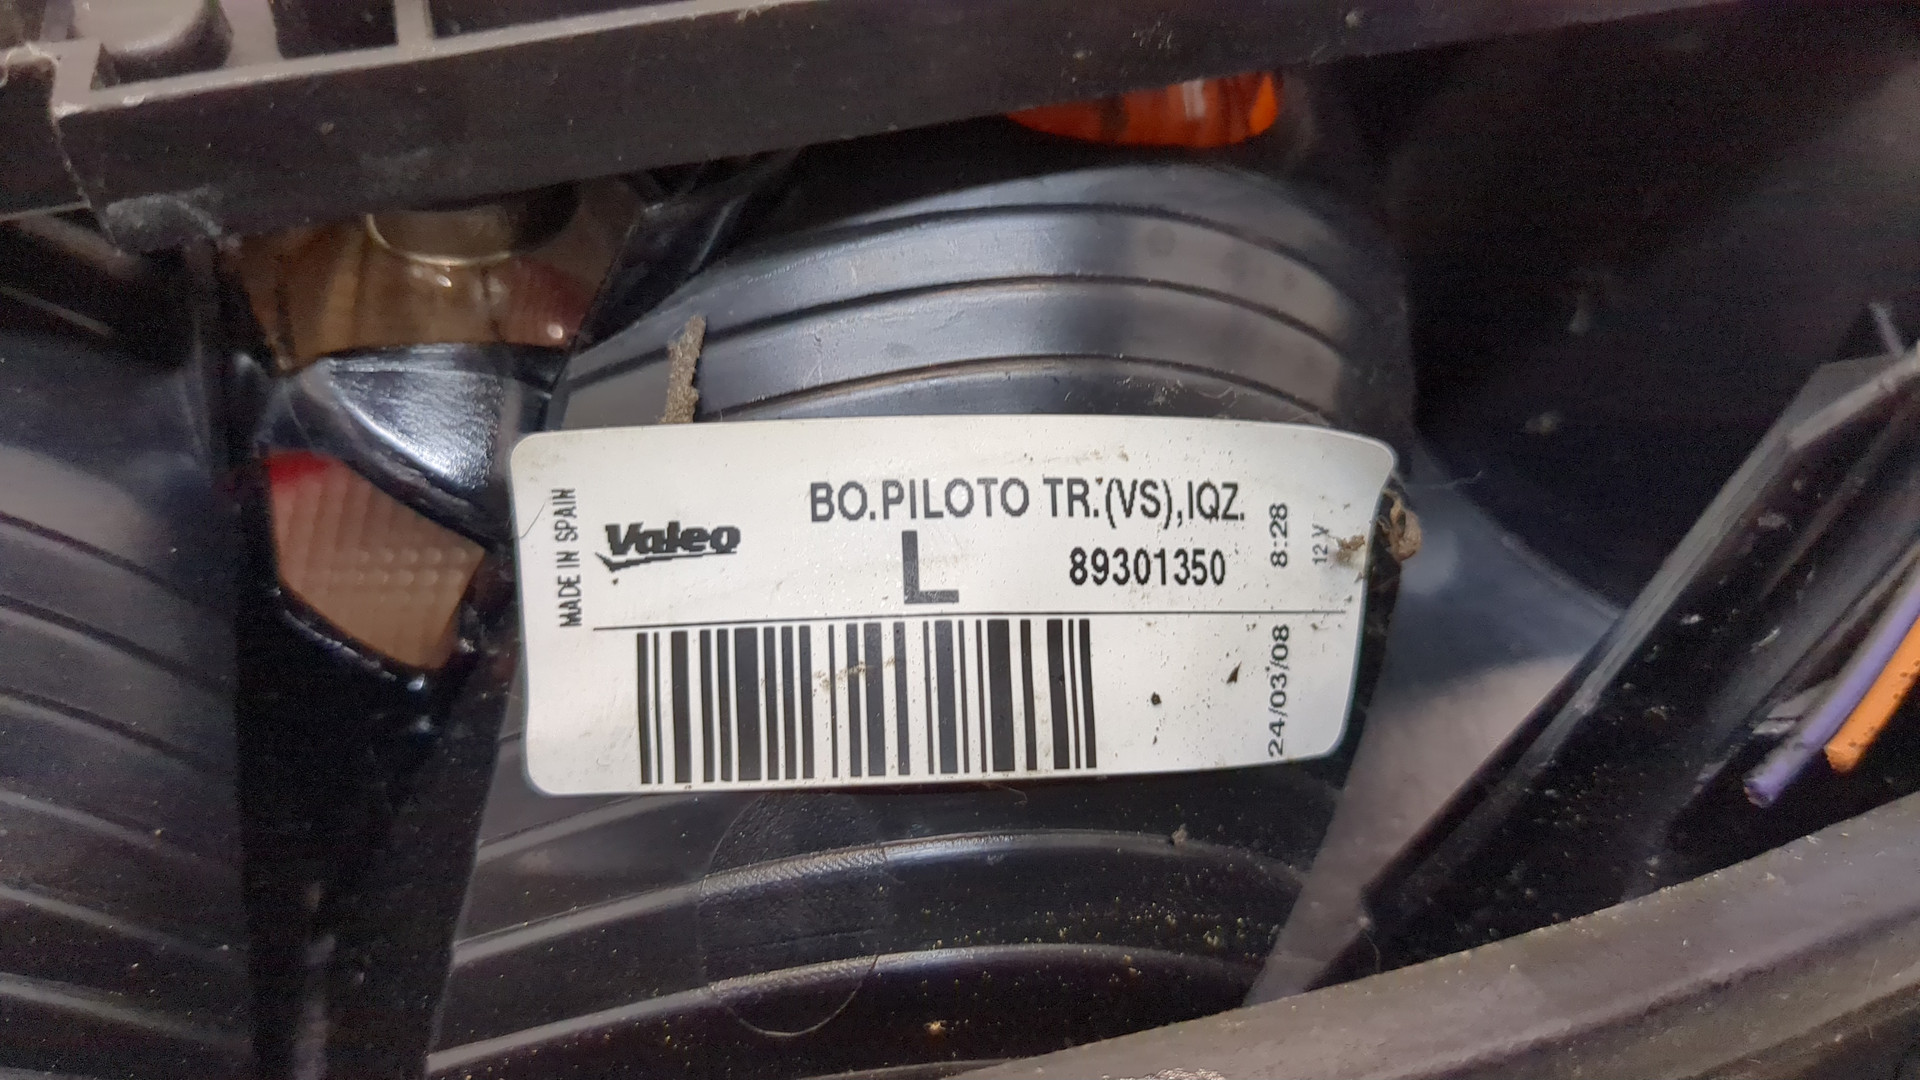 MADE IN SPAIN
Valeo
BO.PILOTO TR.(VS),IQZ.
L
89301350
8:28
12 V
24/03/08